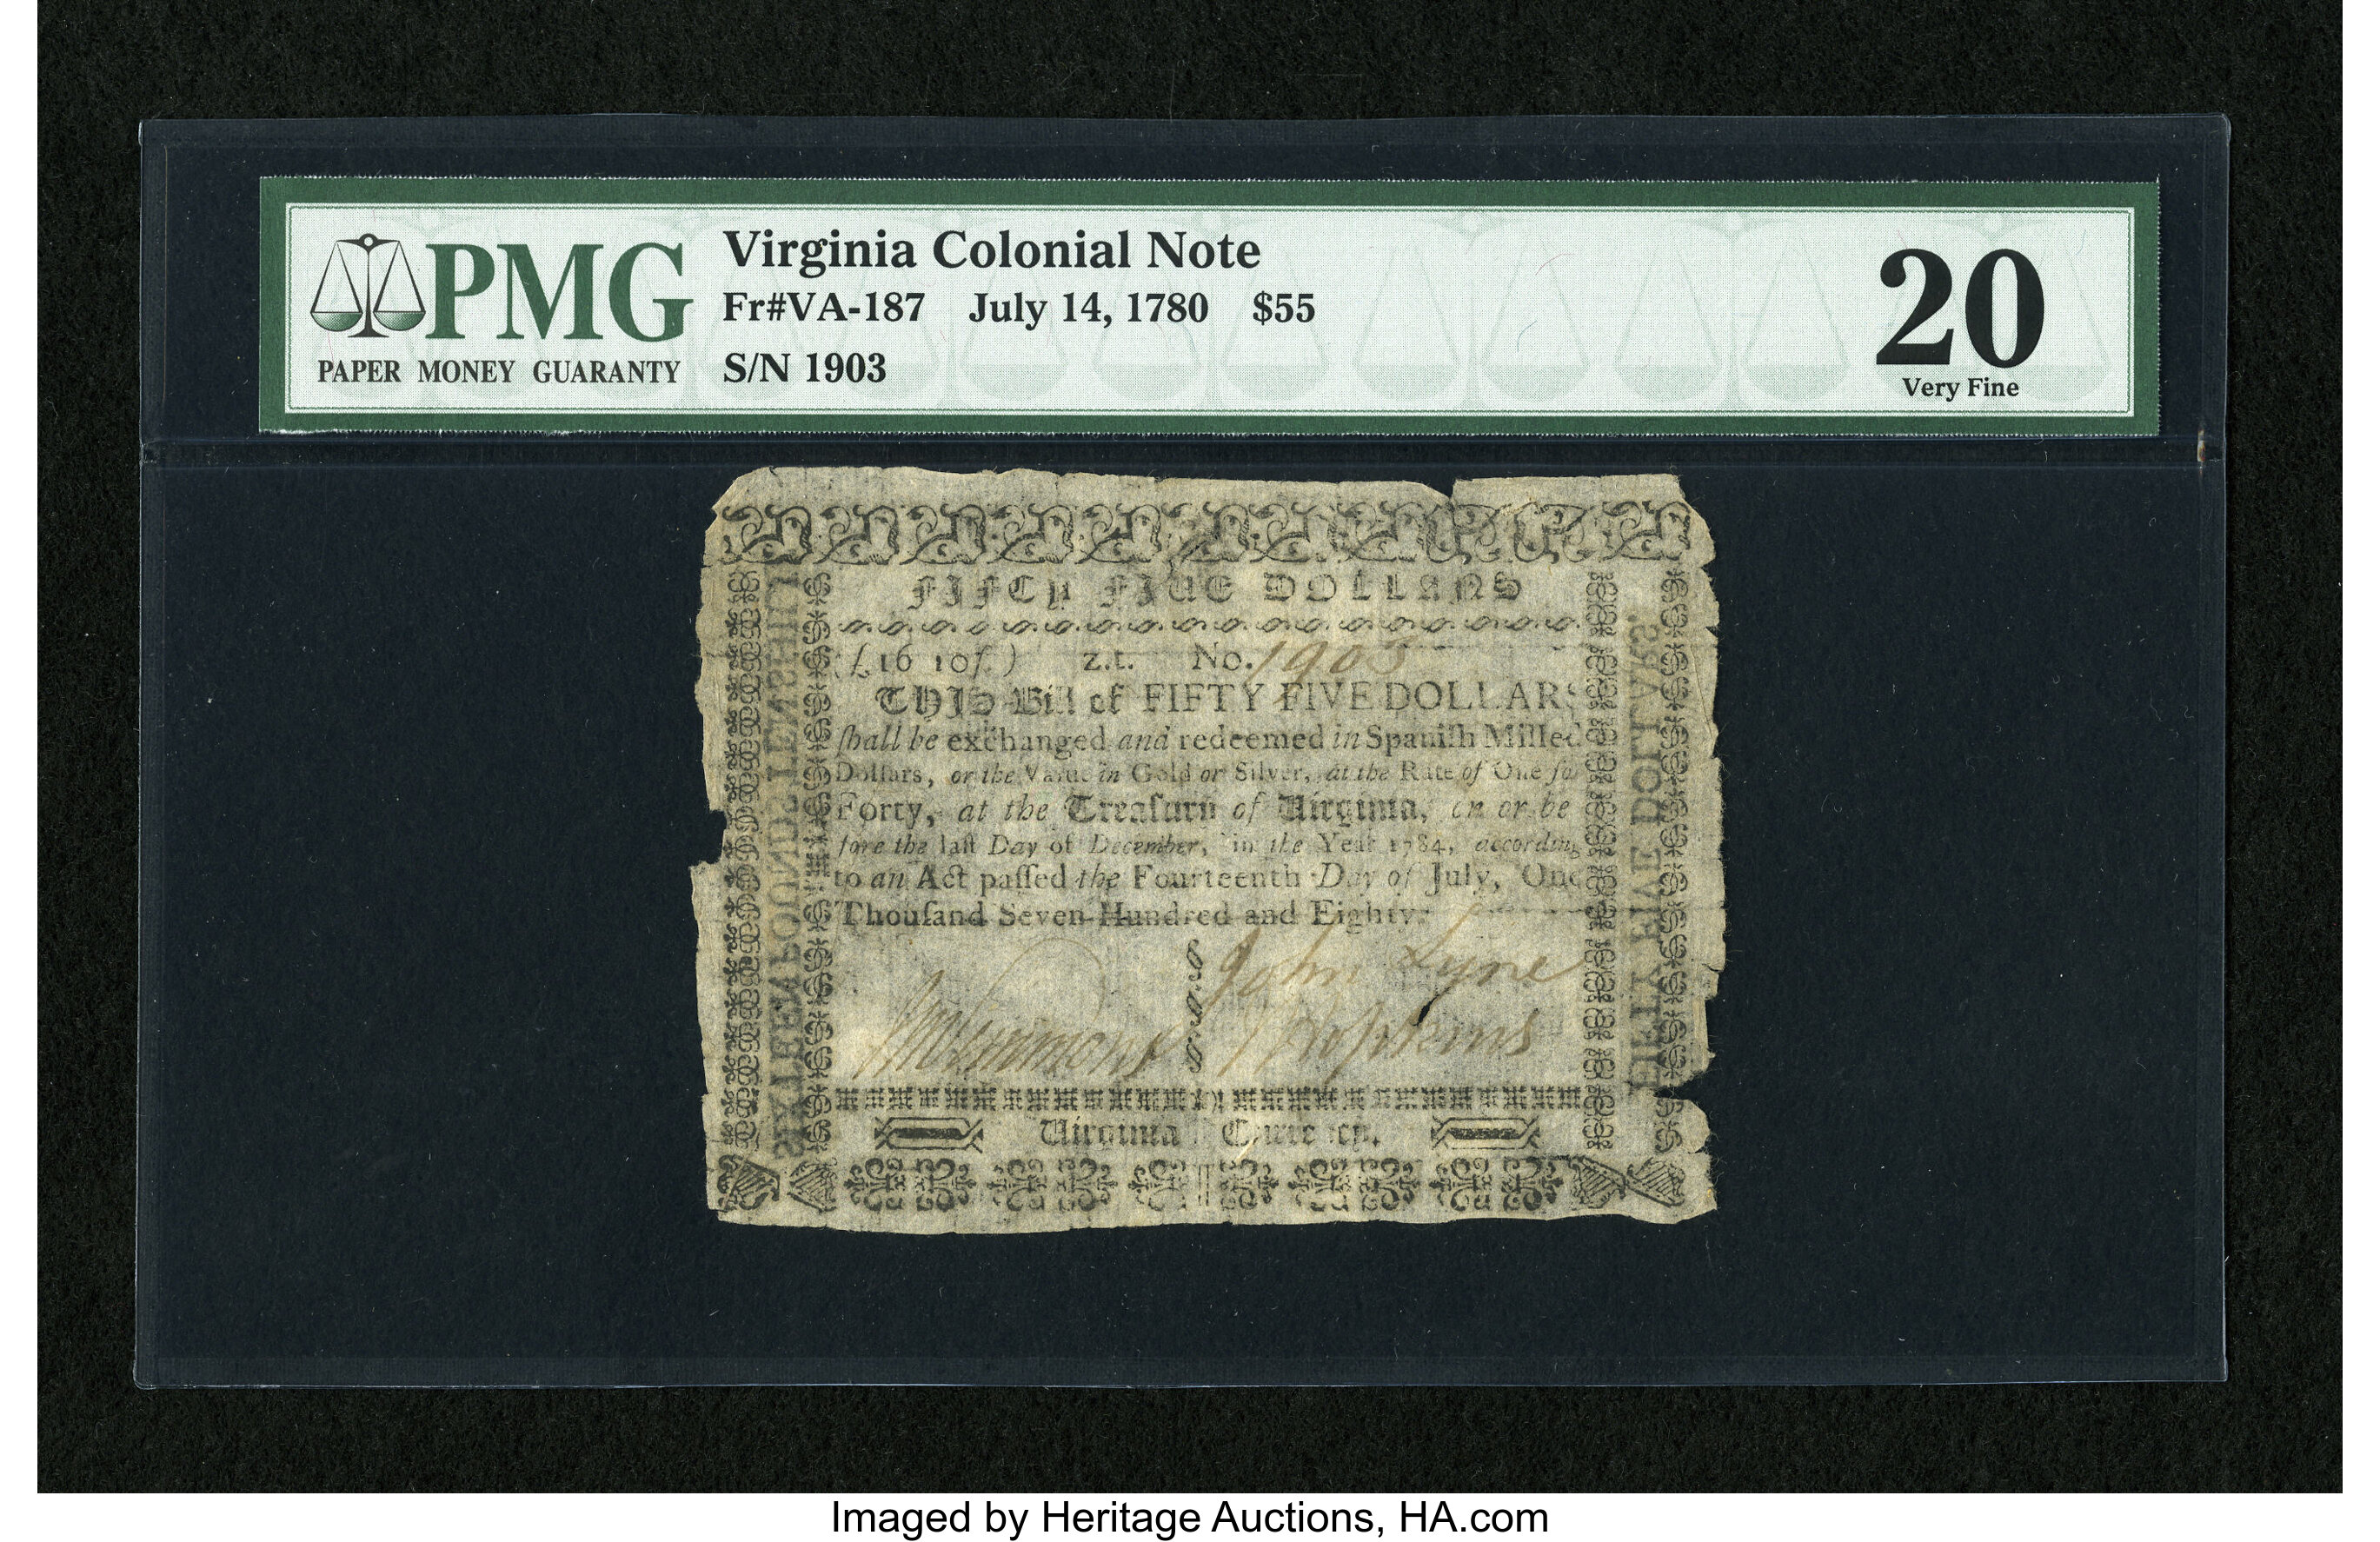 PMG
PAPER MONEY GUARANTY
Virginia Colonial Note
Fr#VA-187 July 14, 1780 $55
S/N 1903
20
Very Fine
FIFTY FIVE DOLLARS
(£16 10ſ.) z.t. No. 1903
THIS Bill of FIFTY FIVE DOLLARS
ſhall be exchanged and redeemed in Spaniſh Milled
Dollars, or the Value in Gold or Silver, at the Rate of One for
Forty, at the Treaſury of Virginia, on or be
fore the laſt Day of December, in the Year 1784, according
to an Act paſſed the Fourteenth Day of July, One
Thouſand Seven Hundred and Eighty.
John Lyne
J Hopkins
Virginia Currency.
FIFTY FIVE DOLLARS.
Imaged by Heritage Auctions, HA.com